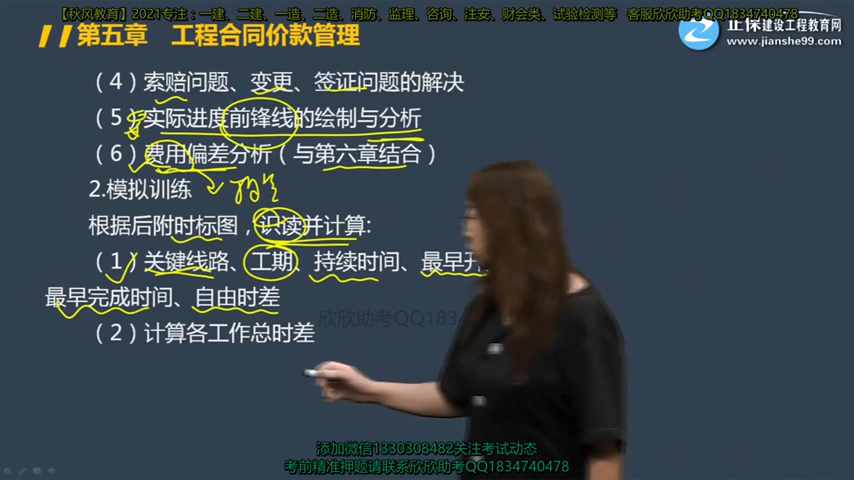 【秋风教育】2021专注：一建、二建、一造、二造、消防、监理、咨询、注安、财会类、试验检测等 客服欣欣助考QQ1834740478
第五章 工程合同价款管理
正保建设工程教育网
www.jianshe99.com
（4）索赔问题、变更、签证问题的解决
（5）实际进度前锋线的绘制与分析
（6）费用偏差分析（与第六章结合）
2.模拟训练
根据后附时标图，识读并计算:
（1）关键线路、工期、持续时间、最早开
最早完成时间、自由时差
欣欣助考QQ1834
（2）计算各工作总时差
添加微信1330308482关注考试动态
考前精准押题请联系欣欣助考QQ1834740478